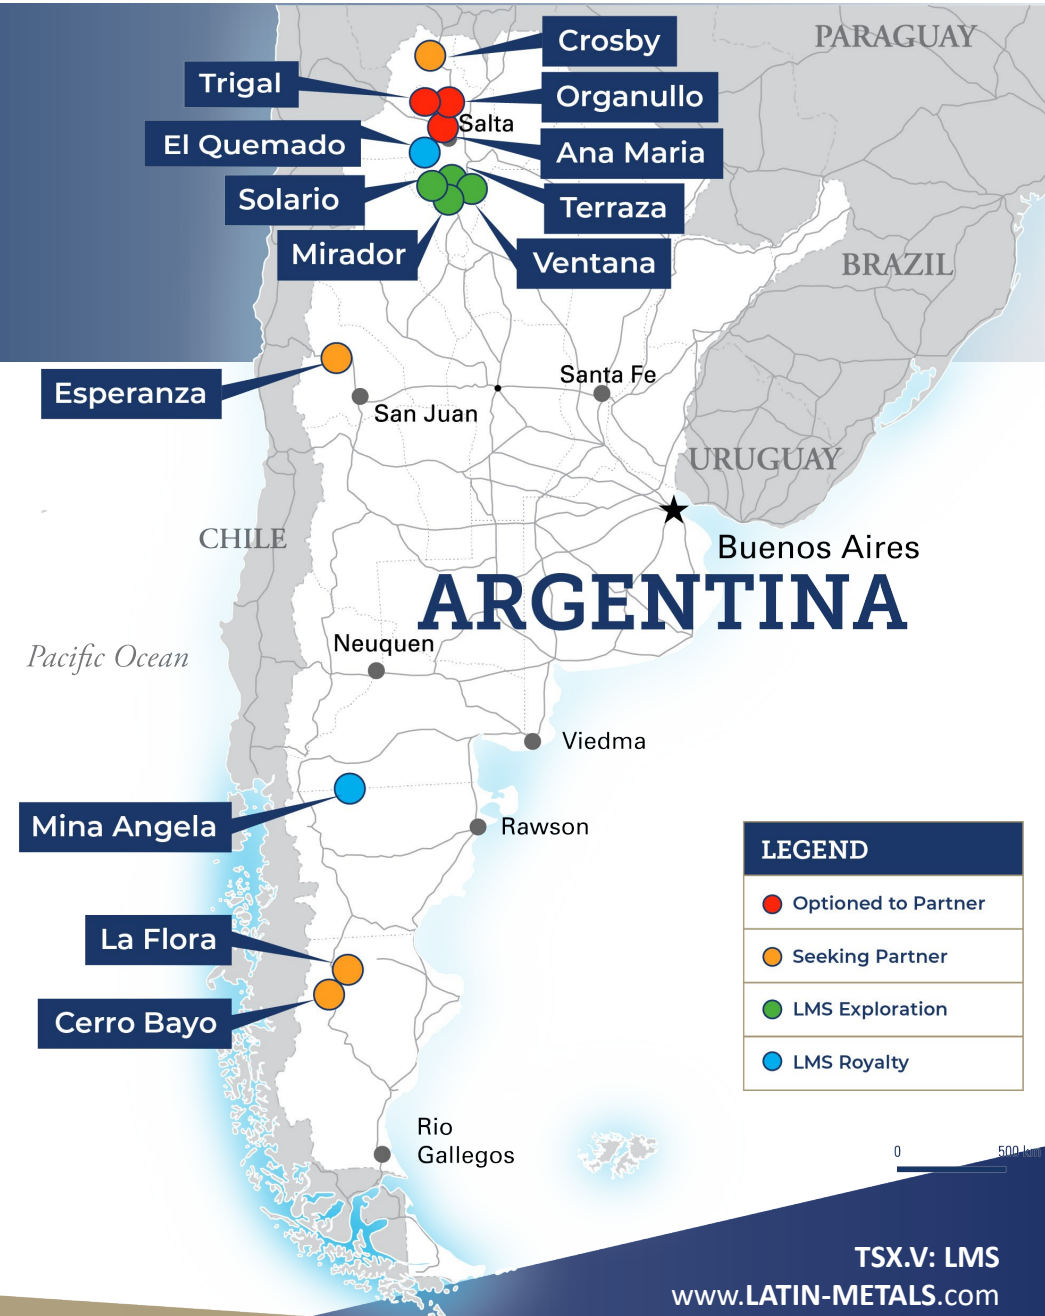 PARAGUAY
Crosby
Trigal
Organullo
Salta
El Quemado
Ana Maria
Solario
Terraza
Mirador
Ventana
BRAZIL
Esperanza
Santa Fe
San Juan
URUGUAY
CHILE
Buenos Aires
ARGENTINA
Neuquen
Pacific Ocean
Viedma
Mina Angela
Rawson
LEGEND
Optioned to Partner
Seeking Partner
LMS Exploration
LMS Royalty
La Flora
Cerro Bayo
Rio
Gallegos
0 500 km
TSX.V: LMS
www.LATIN-METALS.com